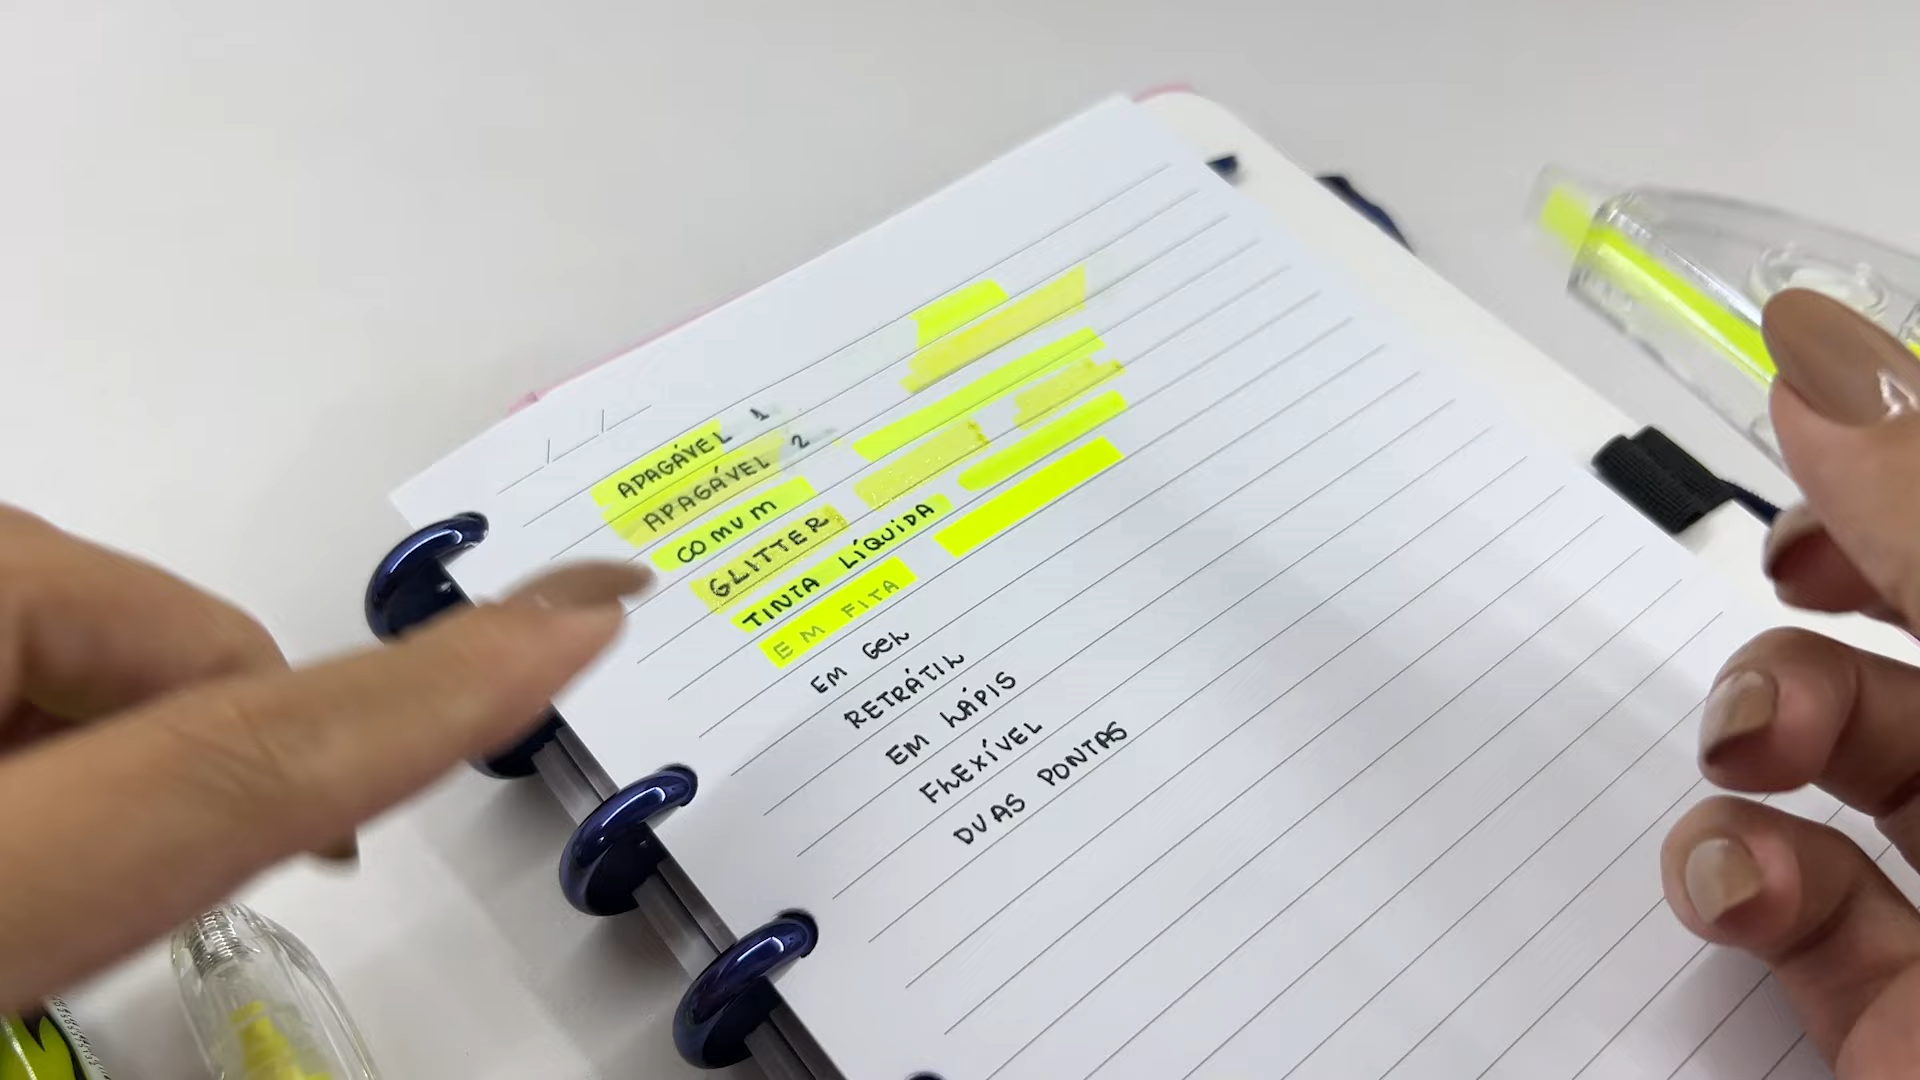 APAGÁVEL 1
APAGÁVEL 2
COMUM
GLITTER
TINTA LÍQUIDA
EM FITA
EM GEL
RETRÁTIL
EM LÁPIS
FLEXÍVEL
DUAS PONTAS